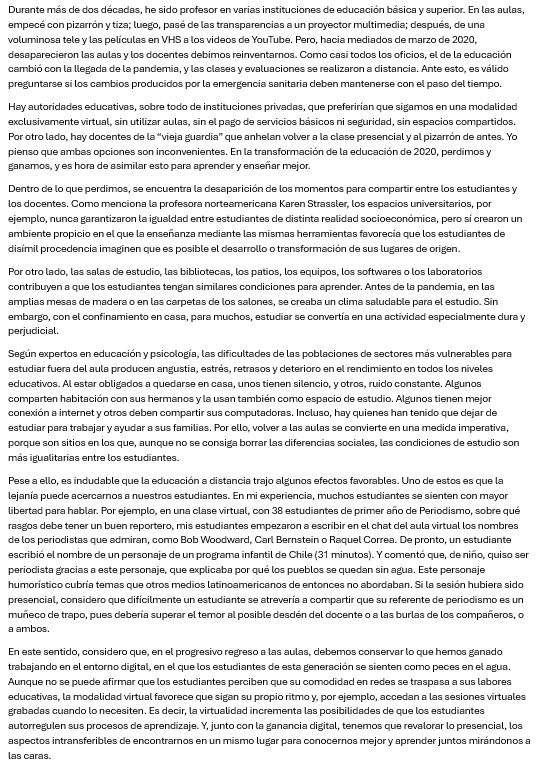 Durante más de dos décadas, he sido profesor en varias instituciones de educación básica y superior. En las aulas,
empecé con pizarrón y tiza; luego, pasé de las transparencias a un proyector multimedia; después, de una
voluminosa tele y las películas en VHS a los videos de YouTube. Pero, hacia mediados de marzo de 2020,
desaparecieron las aulas y los docentes debimos reinventarnos. Como casi todos los oficios, el de la educación
cambió con la llegada de la pandemia, y las clases y evaluaciones se realizaron a distancia. Ante esto, es válido
preguntarse si los cambios producidos por la emergencia sanitaria deben mantenerse con el paso del tiempo.
Hay autoridades educativas, sobre todo de instituciones privadas, que preferirían que sigamos en una modalidad
exclusivamente virtual, sin utilizar aulas, sin el pago de servicios básicos ni seguridad, sin espacios compartidos.
Por otro lado, hay docentes de la “vieja guardia” que anhelan volver a la clase presencial y al pizarrón de antes. Yo
pienso que ambas opciones son inconvenientes. En la transformación de la educación de 2020, perdimos y
ganamos, y es hora de asimilar esto para aprender y enseñar mejor.
Dentro de lo que perdimos, se encuentra la desaparición de los momentos para compartir entre los estudiantes y
los docentes. Como menciona la profesora norteamericana Karen Strassler, los espacios universitarios, por
ejemplo, nunca garantizaron la igualdad entre estudiantes de distinta realidad socioeconómica, pero sí crearon un
ambiente propicio en el que la enseñanza mediante las mismas herramientas favorecía que los estudiantes de
disímil procedencia imaginen que es posible el desarrollo o transformación de sus lugares de origen.
Por otro lado, las salas de estudio, las bibliotecas, los patios, los equipos, los softwares o los laboratorios
contribuyen a que los estudiantes tengan similares condiciones para aprender. Antes de la pandemia, en las
amplias mesas de madera o en las carpetas de los salones, se creaba un clima saludable para el estudio. Sin
embargo, con el confinamiento en casa, para muchos, estudiar se convertía en una actividad especialmente dura y
perjudicial.
Según expertos en educación y psicología, las dificultades de las poblaciones de sectores más vulnerables para
estudiar fuera del aula producen angustia, estrés, retrasos y deterioro en el rendimiento en todos los niveles
educativos. Al estar obligados a quedarse en casa, unos tienen silencio, y otros, ruido constante. Algunos
comparten habitación con sus hermanos y la usan también como espacio de estudio. Algunos tienen mejor
conexión a internet y otros deben compartir sus computadoras. Incluso, hay quienes han tenido que dejar de
estudiar para trabajar y ayudar a sus familias. Por ello, volver a las aulas se convierte en una medida imperativa,
porque son sitios en los que, aunque no se consiga borrar las diferencias sociales, las condiciones de estudio son
más igualitarias entre los estudiantes.
Pese a ello, es indudable que la educación a distancia trajo algunos efectos favorables. Uno de estos es que la
lejanía puede acercarnos a nuestros estudiantes. En mi experiencia, muchos estudiantes se sienten con mayor
libertad para hablar. Por ejemplo, en una clase virtual, con 38 estudiantes de primer año de Periodismo, sobre qué
rasgos debe tener un buen reportero, mis estudiantes empezaron a escribir en el chat del aula virtual los nombres
de los periodistas que admiran, como Bob Woodward, Carl Bernstein o Raquel Correa. De pronto, un estudiante
escribió el nombre de un personaje de un programa infantil de Chile (31 minutos). Y comentó que, de niño, quiso ser
periodista gracias a este personaje, que explicaba por qué los pueblos se quedan sin agua. Este personaje
humorístico cubría temas que otros medios latinoamericanos de entonces no abordaban. Si la sesión hubiera sido
presencial, considero que difícilmente un estudiante se atrevería a compartir que su referente de periodismo es un
muñeco de trapo, pues debería superar el temor al posible desdén del docente o a las burlas de los compañeros, o
a ambos.
En este sentido, considero que, en el progresivo regreso a las aulas, debemos conservar lo que hemos ganado
trabajando en el entorno digital, en el que los estudiantes de esta generación se sienten como peces en el agua.
Aunque no se puede afirmar que los estudiantes perciben que su comodidad en redes se traspasa a sus labores
educativas, la modalidad virtual favorece que sigan su propio ritmo y, por ejemplo, accedan a las sesiones virtuales
grabadas cuando lo necesiten. Es decir, la virtualidad incrementa las posibilidades de que los estudiantes
autorregulen sus procesos de aprendizaje. Y, junto con la ganancia digital, tenemos que revalorar lo presencial, los
aspectos intransferibles de encontrarnos en un mismo lugar para conocernos mejor y aprender juntos mirándonos a
las caras.